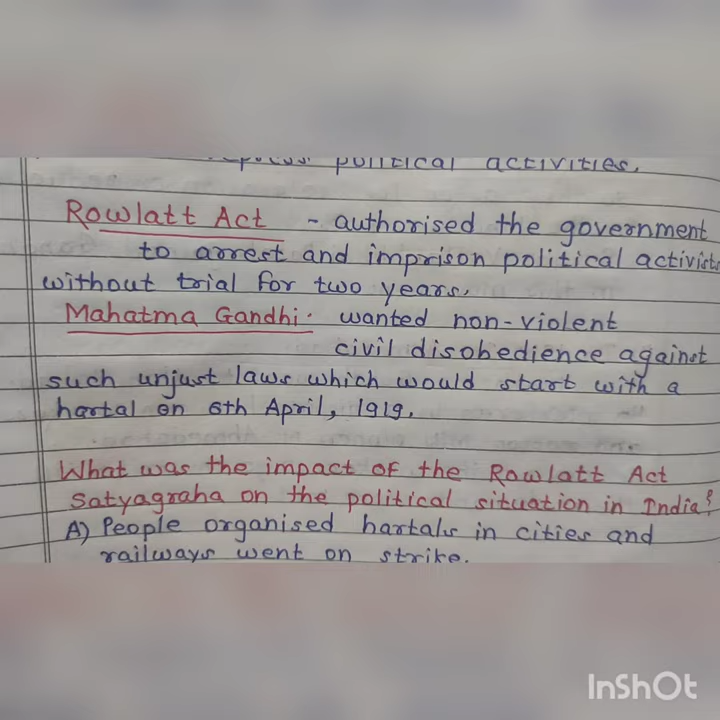 political activities.
Rowlatt Act - authorised the government
to arrest and imprison political activists
without trial for two years.
Mahatma Gandhi. wanted non-violent
civil disobedience against
such unjust laws which would start with a
hartal on 6th April, 1919.
What was the impact of the Rowlatt Act
Satyagraha on the political situation in India?
A) People organised hartals in cities and
railways went on strike.
InShOt